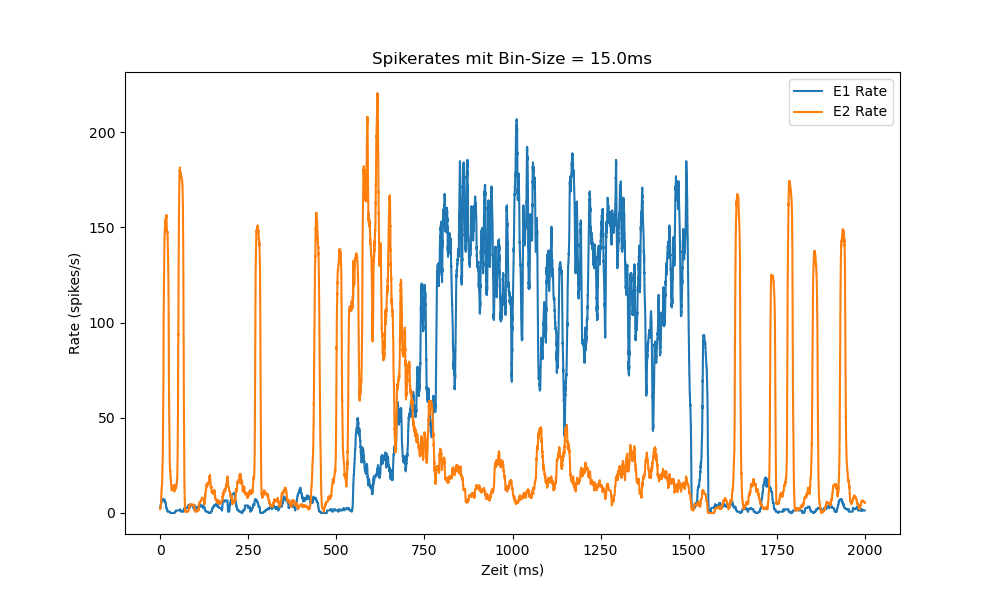 Spikerates mit Bin-Size = 15.0ms
E1 Rate
E2 Rate
200
150
100
50
0
Rate (spikes/s)
0 250 500 750 1000 1250 1500 1750 2000
Zeit (ms)